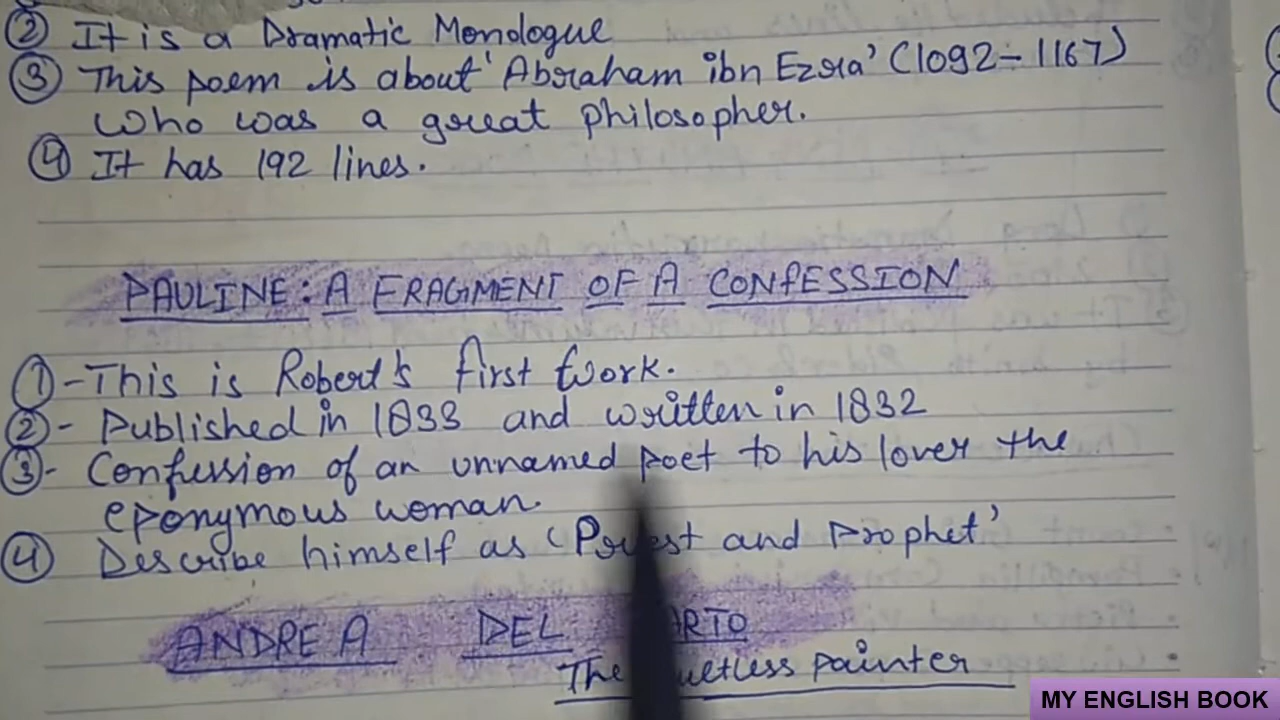 ② It is a Dramatic Monologue
③ This poem is about 'Abraham ibn Ezra' (1092 - 1167)
who was a great philosopher.
④ It has 192 lines.
PAULINE: A FRAGMENT OF A CONFESSION
① - This is Robert's first work.
② - Published in 1833 and written in 1832
③ - Confession of an unnamed poet to his lover the
eponymous woman.
④ Describe himself as 'Priest and Prophet'
ANDREA DEL
The painter
MY ENGLISH BOOK